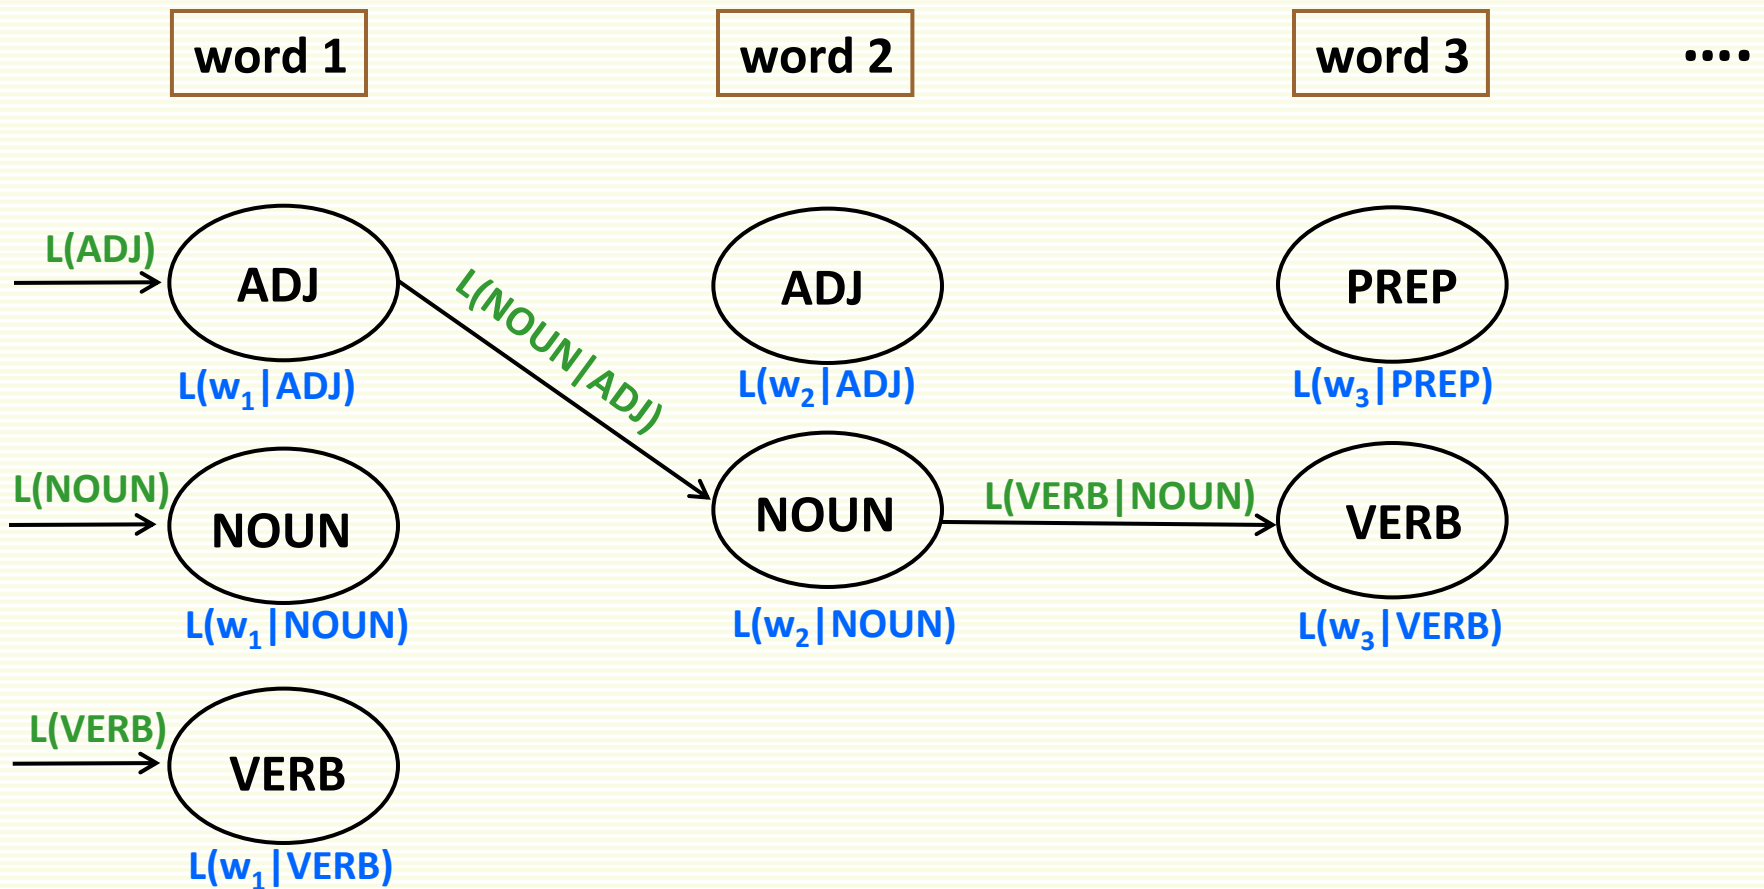 word 1
word 2
word 3
....
L(ADJ)
ADJ
L(w₁|ADJ)
L(NOUN|ADJ)
ADJ
L(w₂|ADJ)
PREP
L(w₃|PREP)
L(NOUN)
NOUN
L(w₁|NOUN)
NOUN
L(w₂|NOUN)
L(VERB|NOUN)
VERB
L(w₃|VERB)
L(VERB)
VERB
L(w₁|VERB)